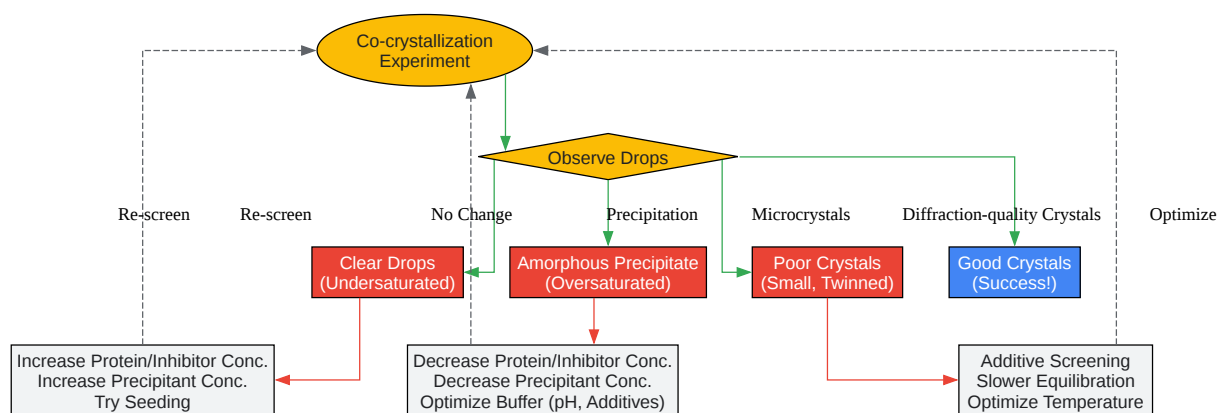 Co-crystallization
Experiment
Observe Drops
Re-screen
Re-screen
No Change
Precipitation
Microcrystals
Diffraction-quality Crystals
Optimize
Clear Drops
(Undersaturated)
Amorphous Precipitate
(Oversaturated)
Poor Crystals
(Small, Twinned)
Good Crystals
(Success!)
Increase Protein/Inhibitor Conc.
Increase Precipitant Conc.
Try Seeding
Decrease Protein/Inhibitor Conc.
Decrease Precipitant Conc.
Optimize Buffer (pH, Additives)
Additive Screening
Slower Equilibration
Optimize Temperature